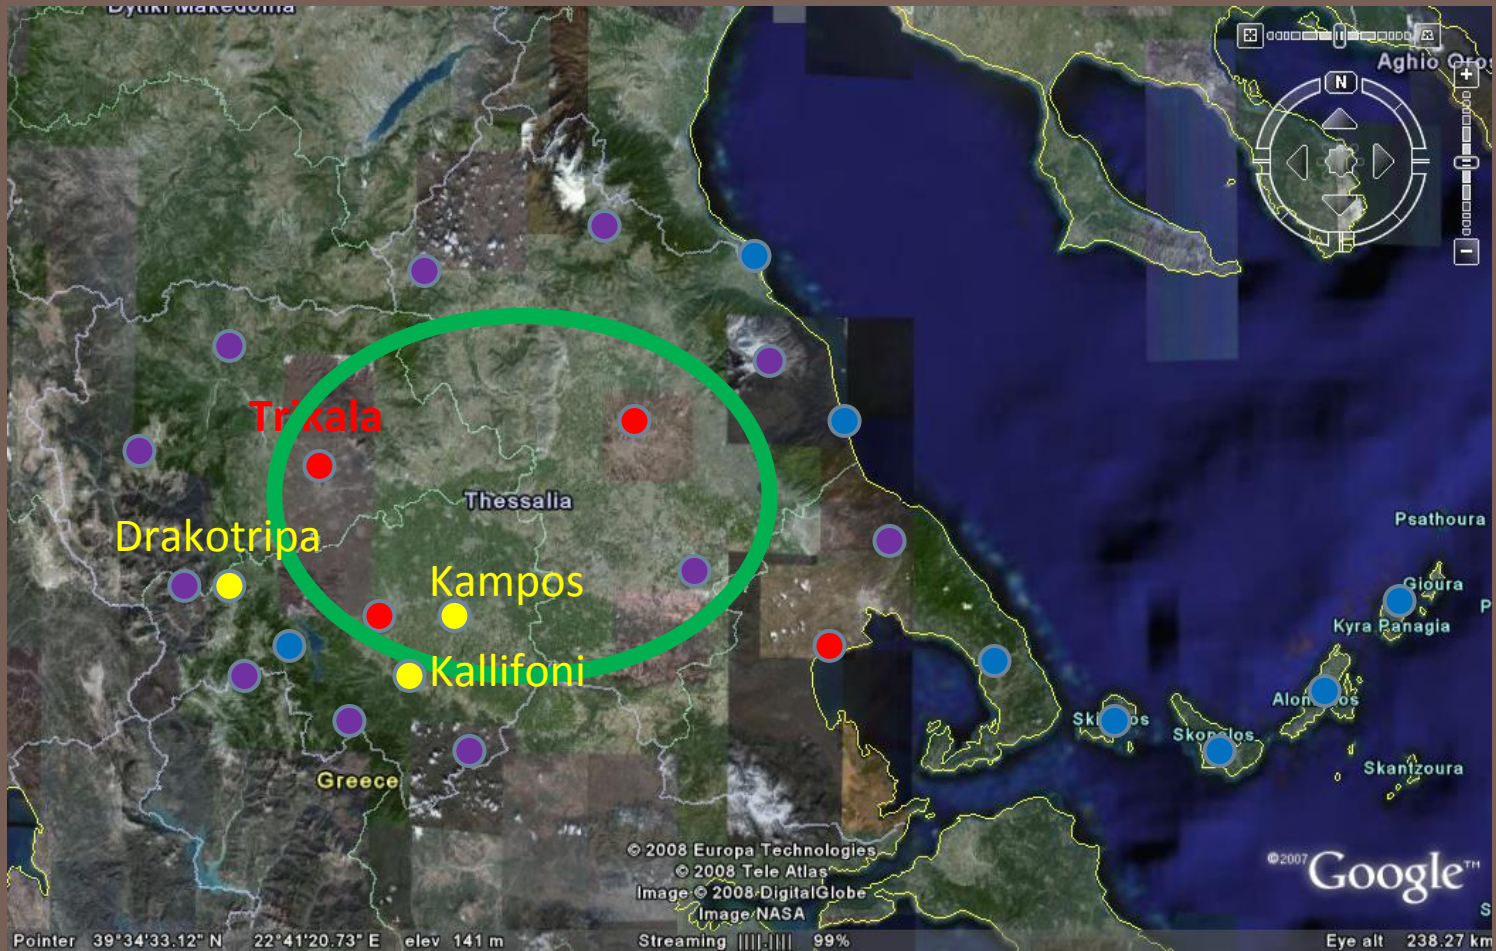 Dytiki Makedonia
Aghio Oros
N
Trikala
Thessalia
Psathoura
Drakotripa
Kampos
Gioura
Kyra Panagia
Kallifoni
Skopelos
Greece
Skantzoura
© 2008 Europa Technologies
© 2008 Tele Atlas
Image © 2008 DigitalGlobe
Image NASA
©2007 Google™
Pointer 39°34'33.12" N 22°41'20.73" E elev 141 m Streaming 99% Eye alt 238.27 km